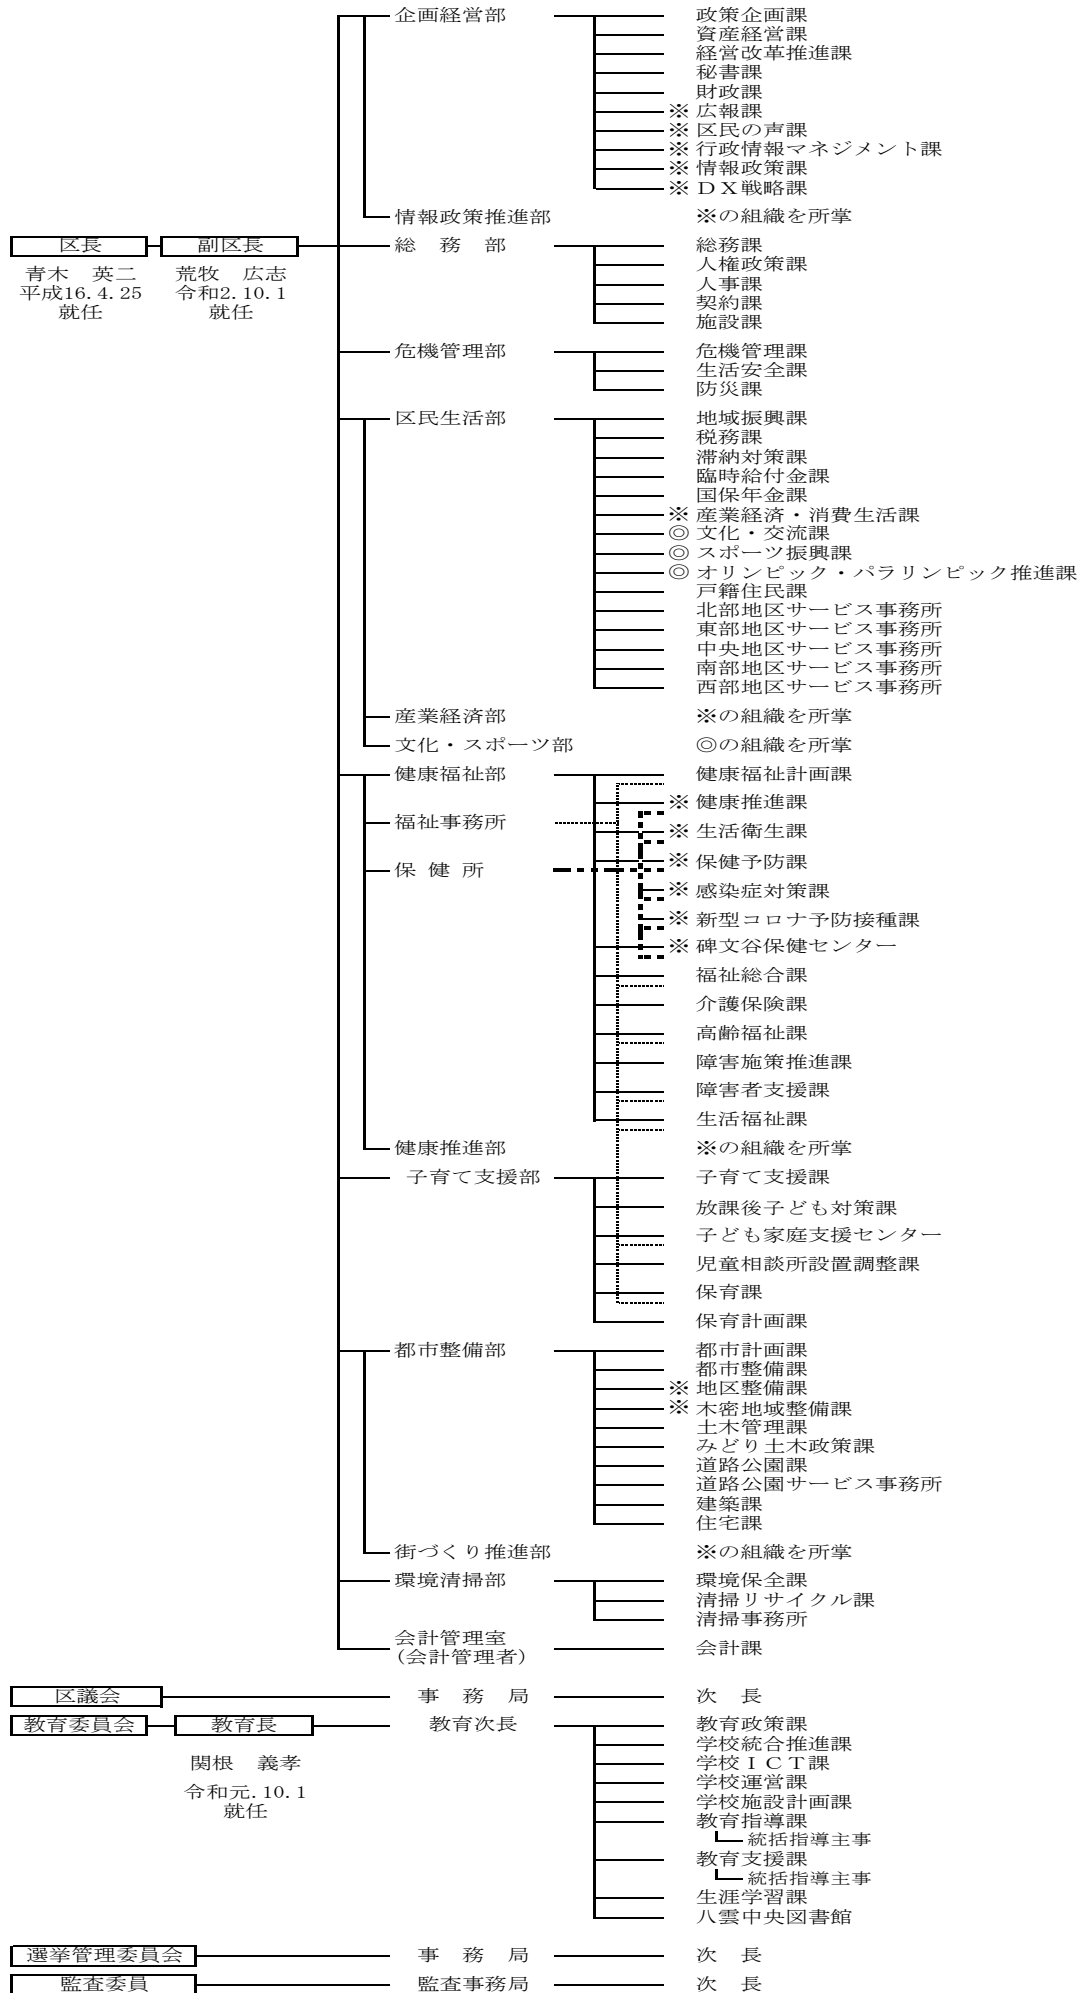 企画経営部 政策企画課
資産経営課
経営改革推進課
秘書課
財政課
※ 広報課
※ 区民の声課
※ 行政情報マネジメント課
※ 情報政策課
※ ＤＸ戦略課
情報政策推進部 ※の組織を所掌
区長 副区長 総　務　部 総務課
青木　英二 荒牧　広志 人権政策課
平成16.4.25 令和2.10.1 人事課
就任 就任 契約課
施設課
危機管理部 危機管理課
生活安全課
防災課
区民生活部 地域振興課
税務課
滞納対策課
臨時給付金課
国保年金課
※ 産業経済・消費生活課
◎ 文化・交流課
◎ スポーツ振興課
◎ オリンピック・パラリンピック推進課
戸籍住民課
北部地区サービス事務所
東部地区サービス事務所
中央地区サービス事務所
南部地区サービス事務所
西部地区サービス事務所
産業経済部 ※の組織を所掌
文化・スポーツ部 ◎の組織を所掌
健康福祉部 健康福祉計画課
※ 健康推進課
福祉事務所 ※ 生活衛生課
保 健 所 ※ 保健予防課
※ 感染症対策課
※ 新型コロナ予防接種課
※ 碑文谷保健センター
福祉総合課
介護保険課
高齢福祉課
障害施策推進課
障害者支援課
生活福祉課
健康推進部 ※の組織を所掌
子育て支援部 子育て支援課
放課後子ども対策課
子ども家庭支援センター
児童相談所設置調整課
保育課
保育計画課
都市整備部 都市計画課
都市整備課
※ 地区整備課
※ 木密地域整備課
土木管理課
みどり土木政策課
道路公園課
道路公園サービス事務所
建築課
住宅課
街づくり推進部 ※の組織を所掌
環境清掃部 環境保全課
清掃リサイクル課
清掃事務所
会計管理室 会計課
(会計管理者)
区議会 事　務　局 次　長
教育委員会 教育長 教育次長 教育政策課
学校統合推進課
関根　義孝 学校ＩＣＴ課
令和元.10.1 学校運営課
就任 学校施設計画課
教育指導課
統括指導主事
教育支援課
統括指導主事
生涯学習課
八雲中央図書館
選挙管理委員会 事　務　局 次　長
監査委員 監査事務局 次　長